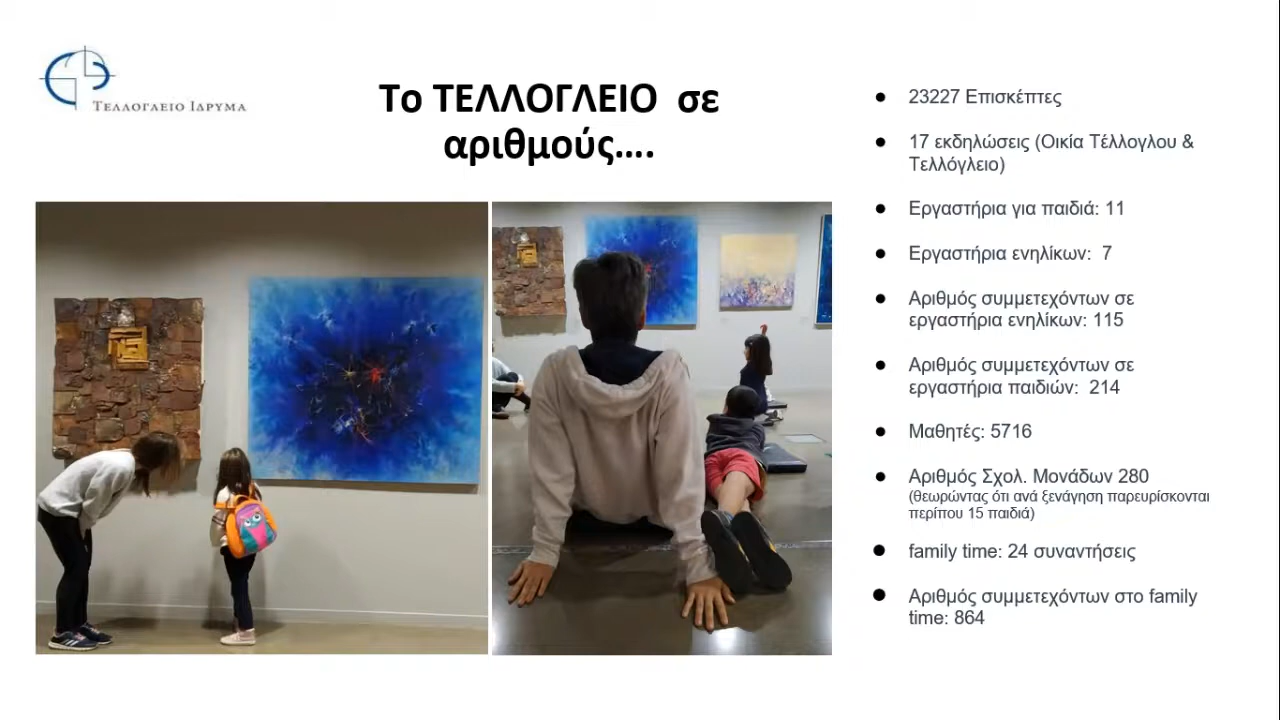 ΤΕΛΛΟΓΛΕΙΟ ΙΔΡΥΜΑ
Το ΤΕΛΛΟΓΛΕΙΟ σε
αριθμούς....
• 23227 Επισκέπτες
• 17 εκδηλώσεις (Οικία Τέλλογλου &
Τελλόγλειο)
• Εργαστήρια για παιδιά: 11
• Εργαστήρια ενηλίκων: 7
• Αριθμός συμμετεχόντων σε
εργαστήρια ενηλίκων: 115
• Αριθμός συμμετεχόντων σε
εργαστήρια παιδιών: 214
• Μαθητές: 5716
• Αριθμός Σχολ. Μονάδων 280
(θεωρώντας ότι ανά ξενάγηση παρευρίσκονται
περίπου 15 παιδιά)
• family time: 24 συναντήσεις
• Αριθμός συμμετεχόντων στο family
time: 864